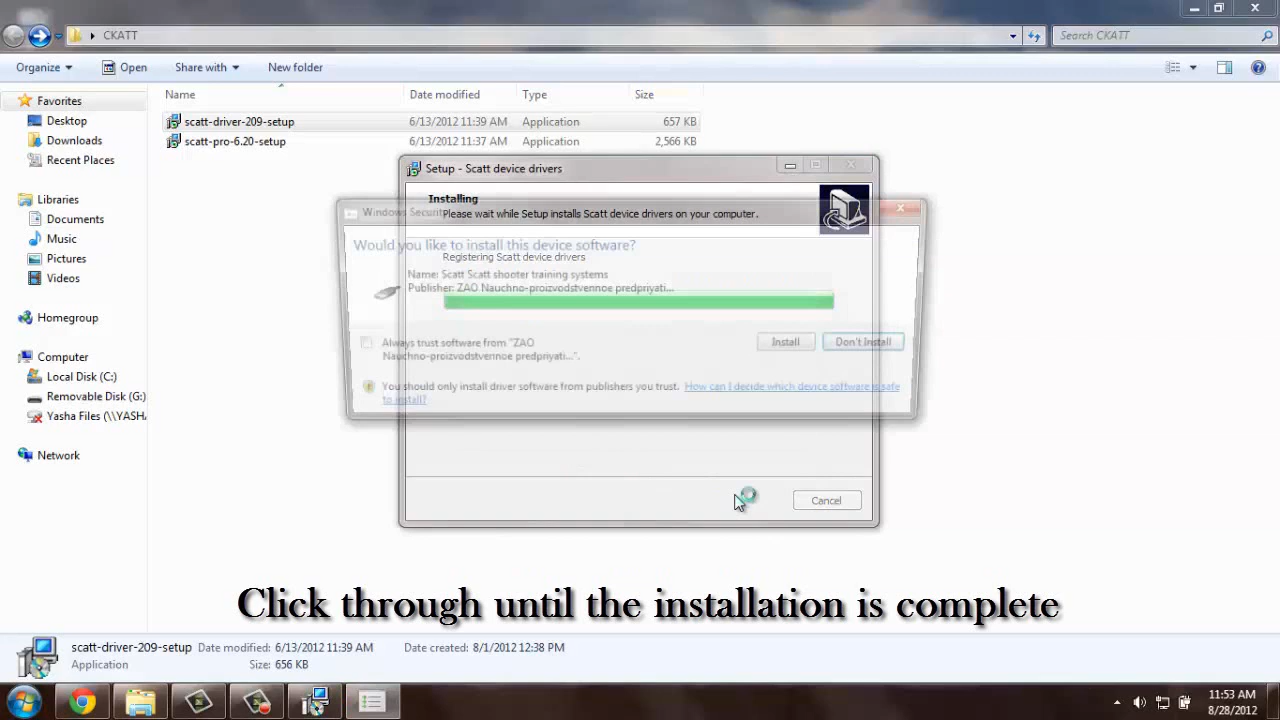 CKATT
Search CKATT
Organize
Open
Share with
New folder
Name
Date modified
Type
Size
Favorites
Desktop
Downloads
Recent Places
Libraries
Documents
Music
Pictures
Videos
Homegroup
Computer
Local Disk (C:)
Removable Disk (G:)
Yasha Files (\\YASHA
Network
scatt-driver-209-setup 6/13/2012 11:39 AM Application 657 KB
scatt-pro-6.20-setup 6/13/2012 11:37 AM Application 2,566 KB
Setup - Scatt device drivers
Installing
Please wait while Setup installs Scatt device drivers on your computer.
Windows Security
Would you like to install this device software?
Registering Scatt device drivers
Name: Scatt Scatt shooter training systems
Publisher: ZAO Nauchno-proizvodstvennoe predpriyati...
Always trust software from "ZAO
Nauchno-proizvodstvennoe predpriyati...".
Install
Don't Install
You should only install driver software from publishers you trust. How can I decide which device software is safe
to install?
Cancel
Click through until the installation is complete
scatt-driver-209-setup Date modified: 6/13/2012 11:39 AM Date created: 8/1/2012 12:38 PM
Application Size: 656 KB
11:53 AM
8/28/2012